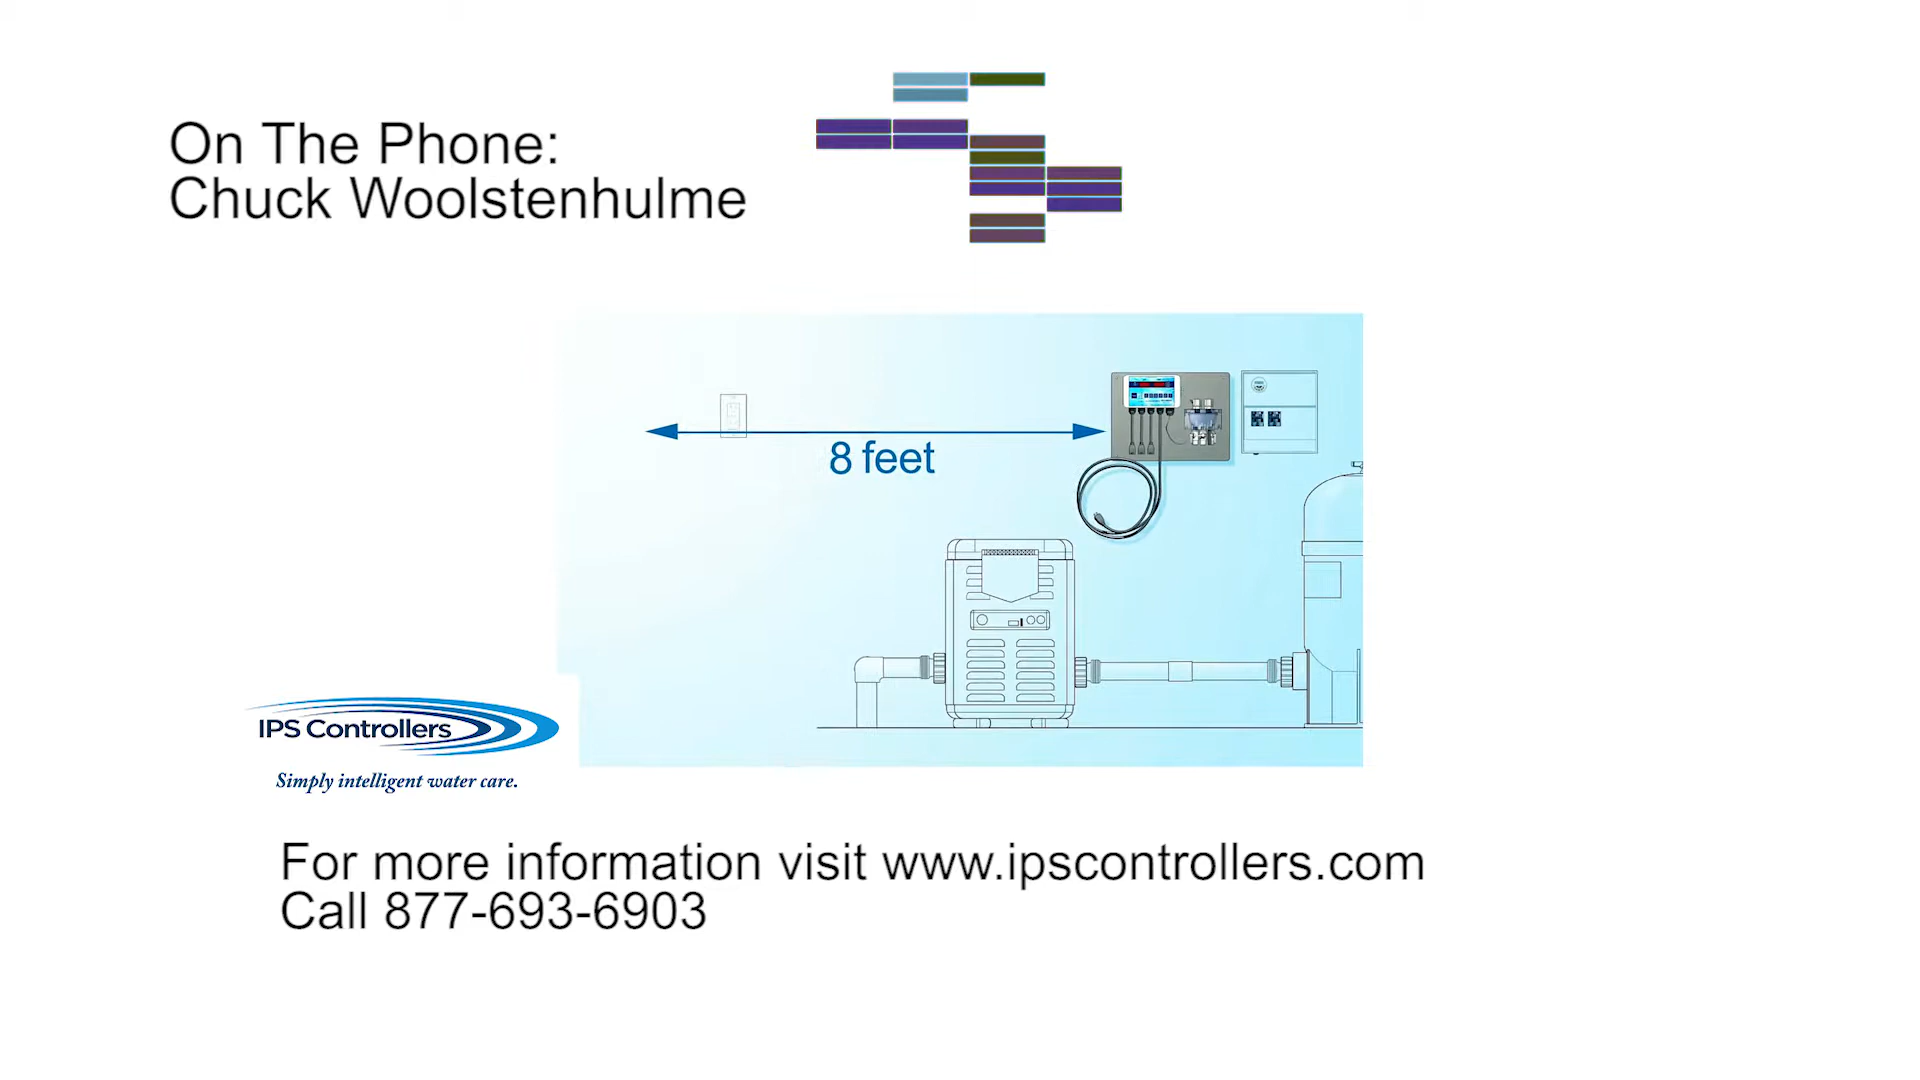 On The Phone:
Chuck Woolstenhulme
8 feet
IPS Controllers
Simply intelligent water care.
For more information visit www.ipscontrollers.com
Call 877-693-6903